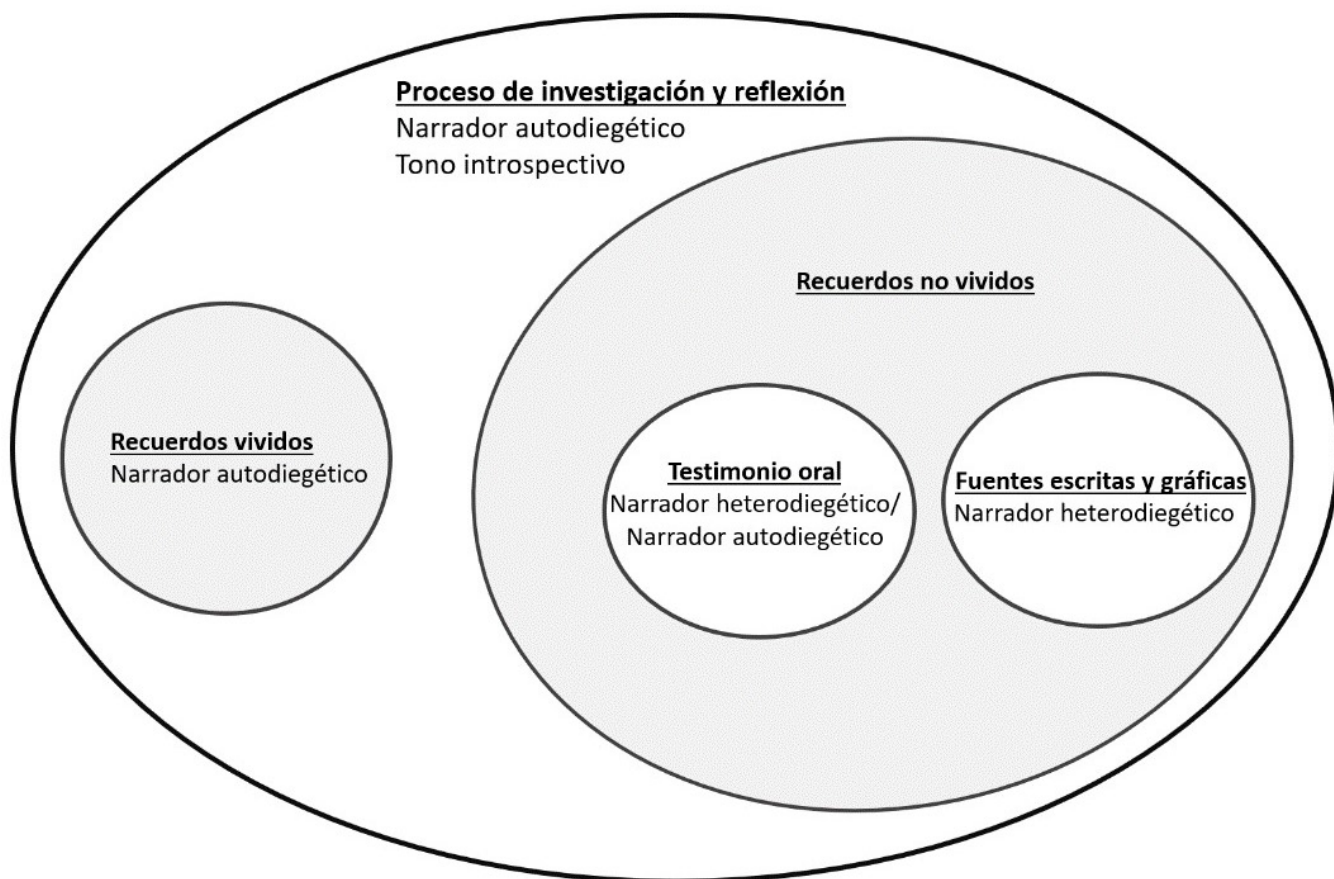 Proceso de investigación y reflexión
Narrador autodiegético
Tono introspectivo
Recuerdos no vividos
Recuerdos vividos
Narrador autodiegético
Testimonio oral
Narrador heterodiegético/
Narrador autodiegético
Fuentes escritas y gráficas
Narrador heterodiegético